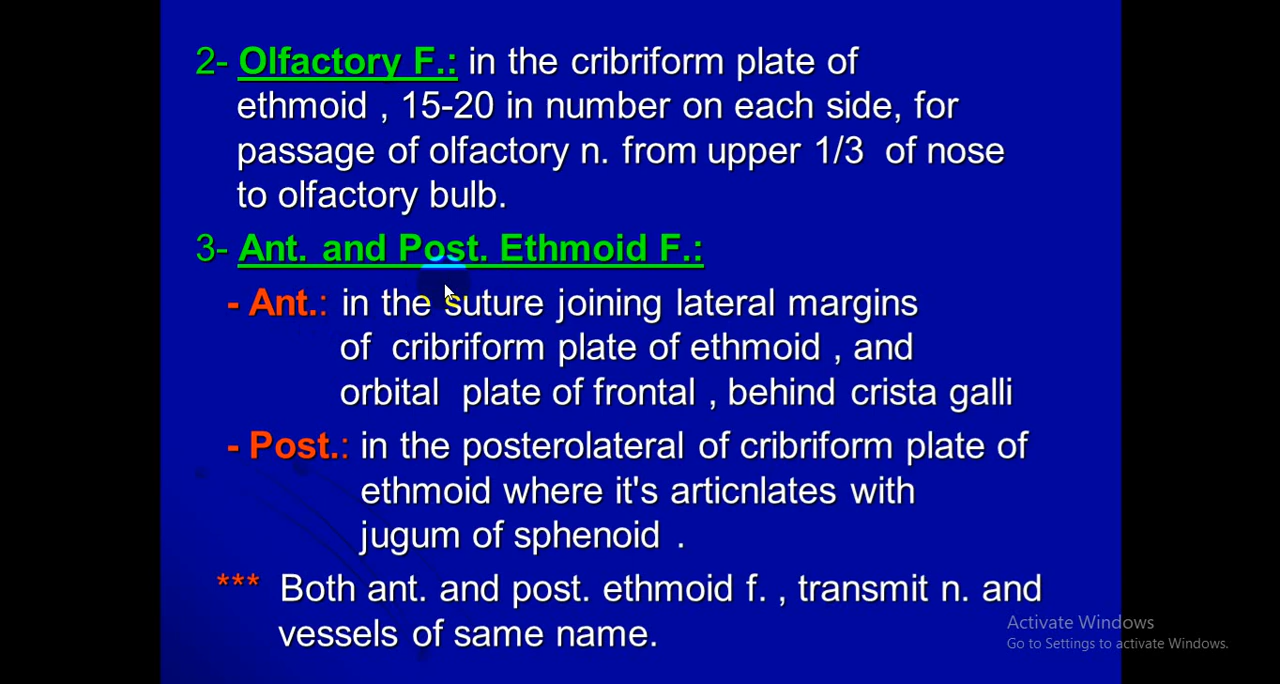 2- Olfactory F.: in the cribriform plate of
ethmoid , 15-20 in number on each side, for
passage of olfactory n. from upper 1/3 of nose
to olfactory bulb.
3- Ant. and Post. Ethmoid F.:
- Ant.: in the suture joining lateral margins
of cribriform plate of ethmoid , and
orbital plate of frontal , behind crista galli
- Post.: in the posterolateral of cribriform plate of
ethmoid where it's articnlates with
jugum of sphenoid .
*** Both ant. and post. ethmoid f. , transmit n. and
vessels of same name.
Activate Windows
Go to Settings to activate Windows.